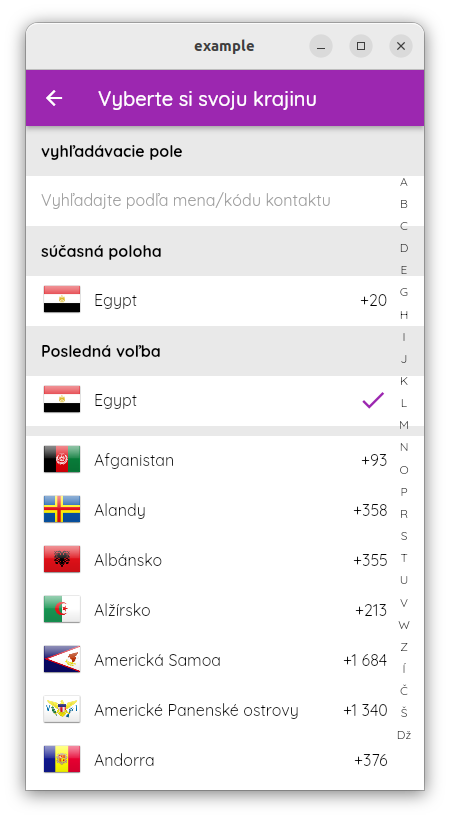 example
Vyberte si svoju krajinu
vyhľadávacie pole
Vyhľadajte podľa mena/kódu kontaktu
súčasná poloha
Egypt +20
Posledná voľba
Egypt
Afganistan +93
Alandy +358
Albánsko +355
Alžírsko +213
Americká Samoa +1 684
Americké Panenské ostrovy +1 340
Andorra +376
A
B
C
D
E
G
H
I
J
K
L
M
N
O
P
R
S
T
U
V
W
Z
Í
Č
Š
Dž